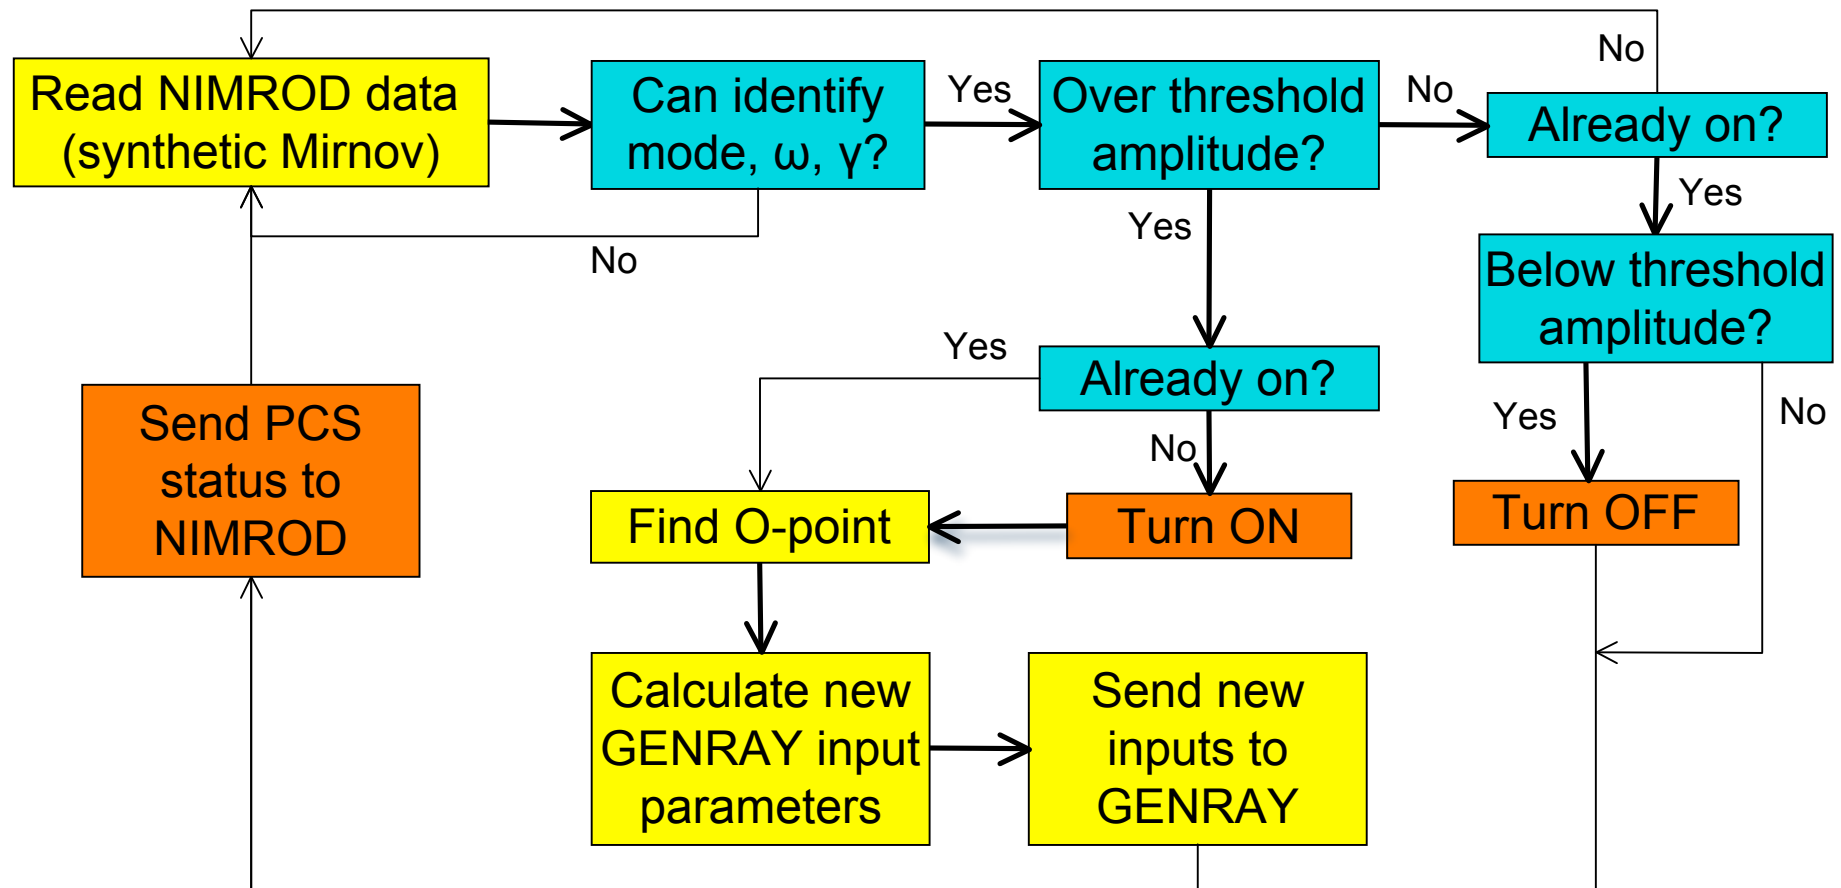 Read NIMROD data
(synthetic Mirnov)
Can identify
mode, ω, γ?
Yes
Over threshold
amplitude?
No
Already on?
No
Yes
No
Yes
Below threshold
amplitude?
Yes
No
Already on?
Yes
No
Send PCS
status to
NIMROD
Find O-point
Turn ON
Turn OFF
Calculate new
GENRAY input
parameters
Send new
inputs to
GENRAY